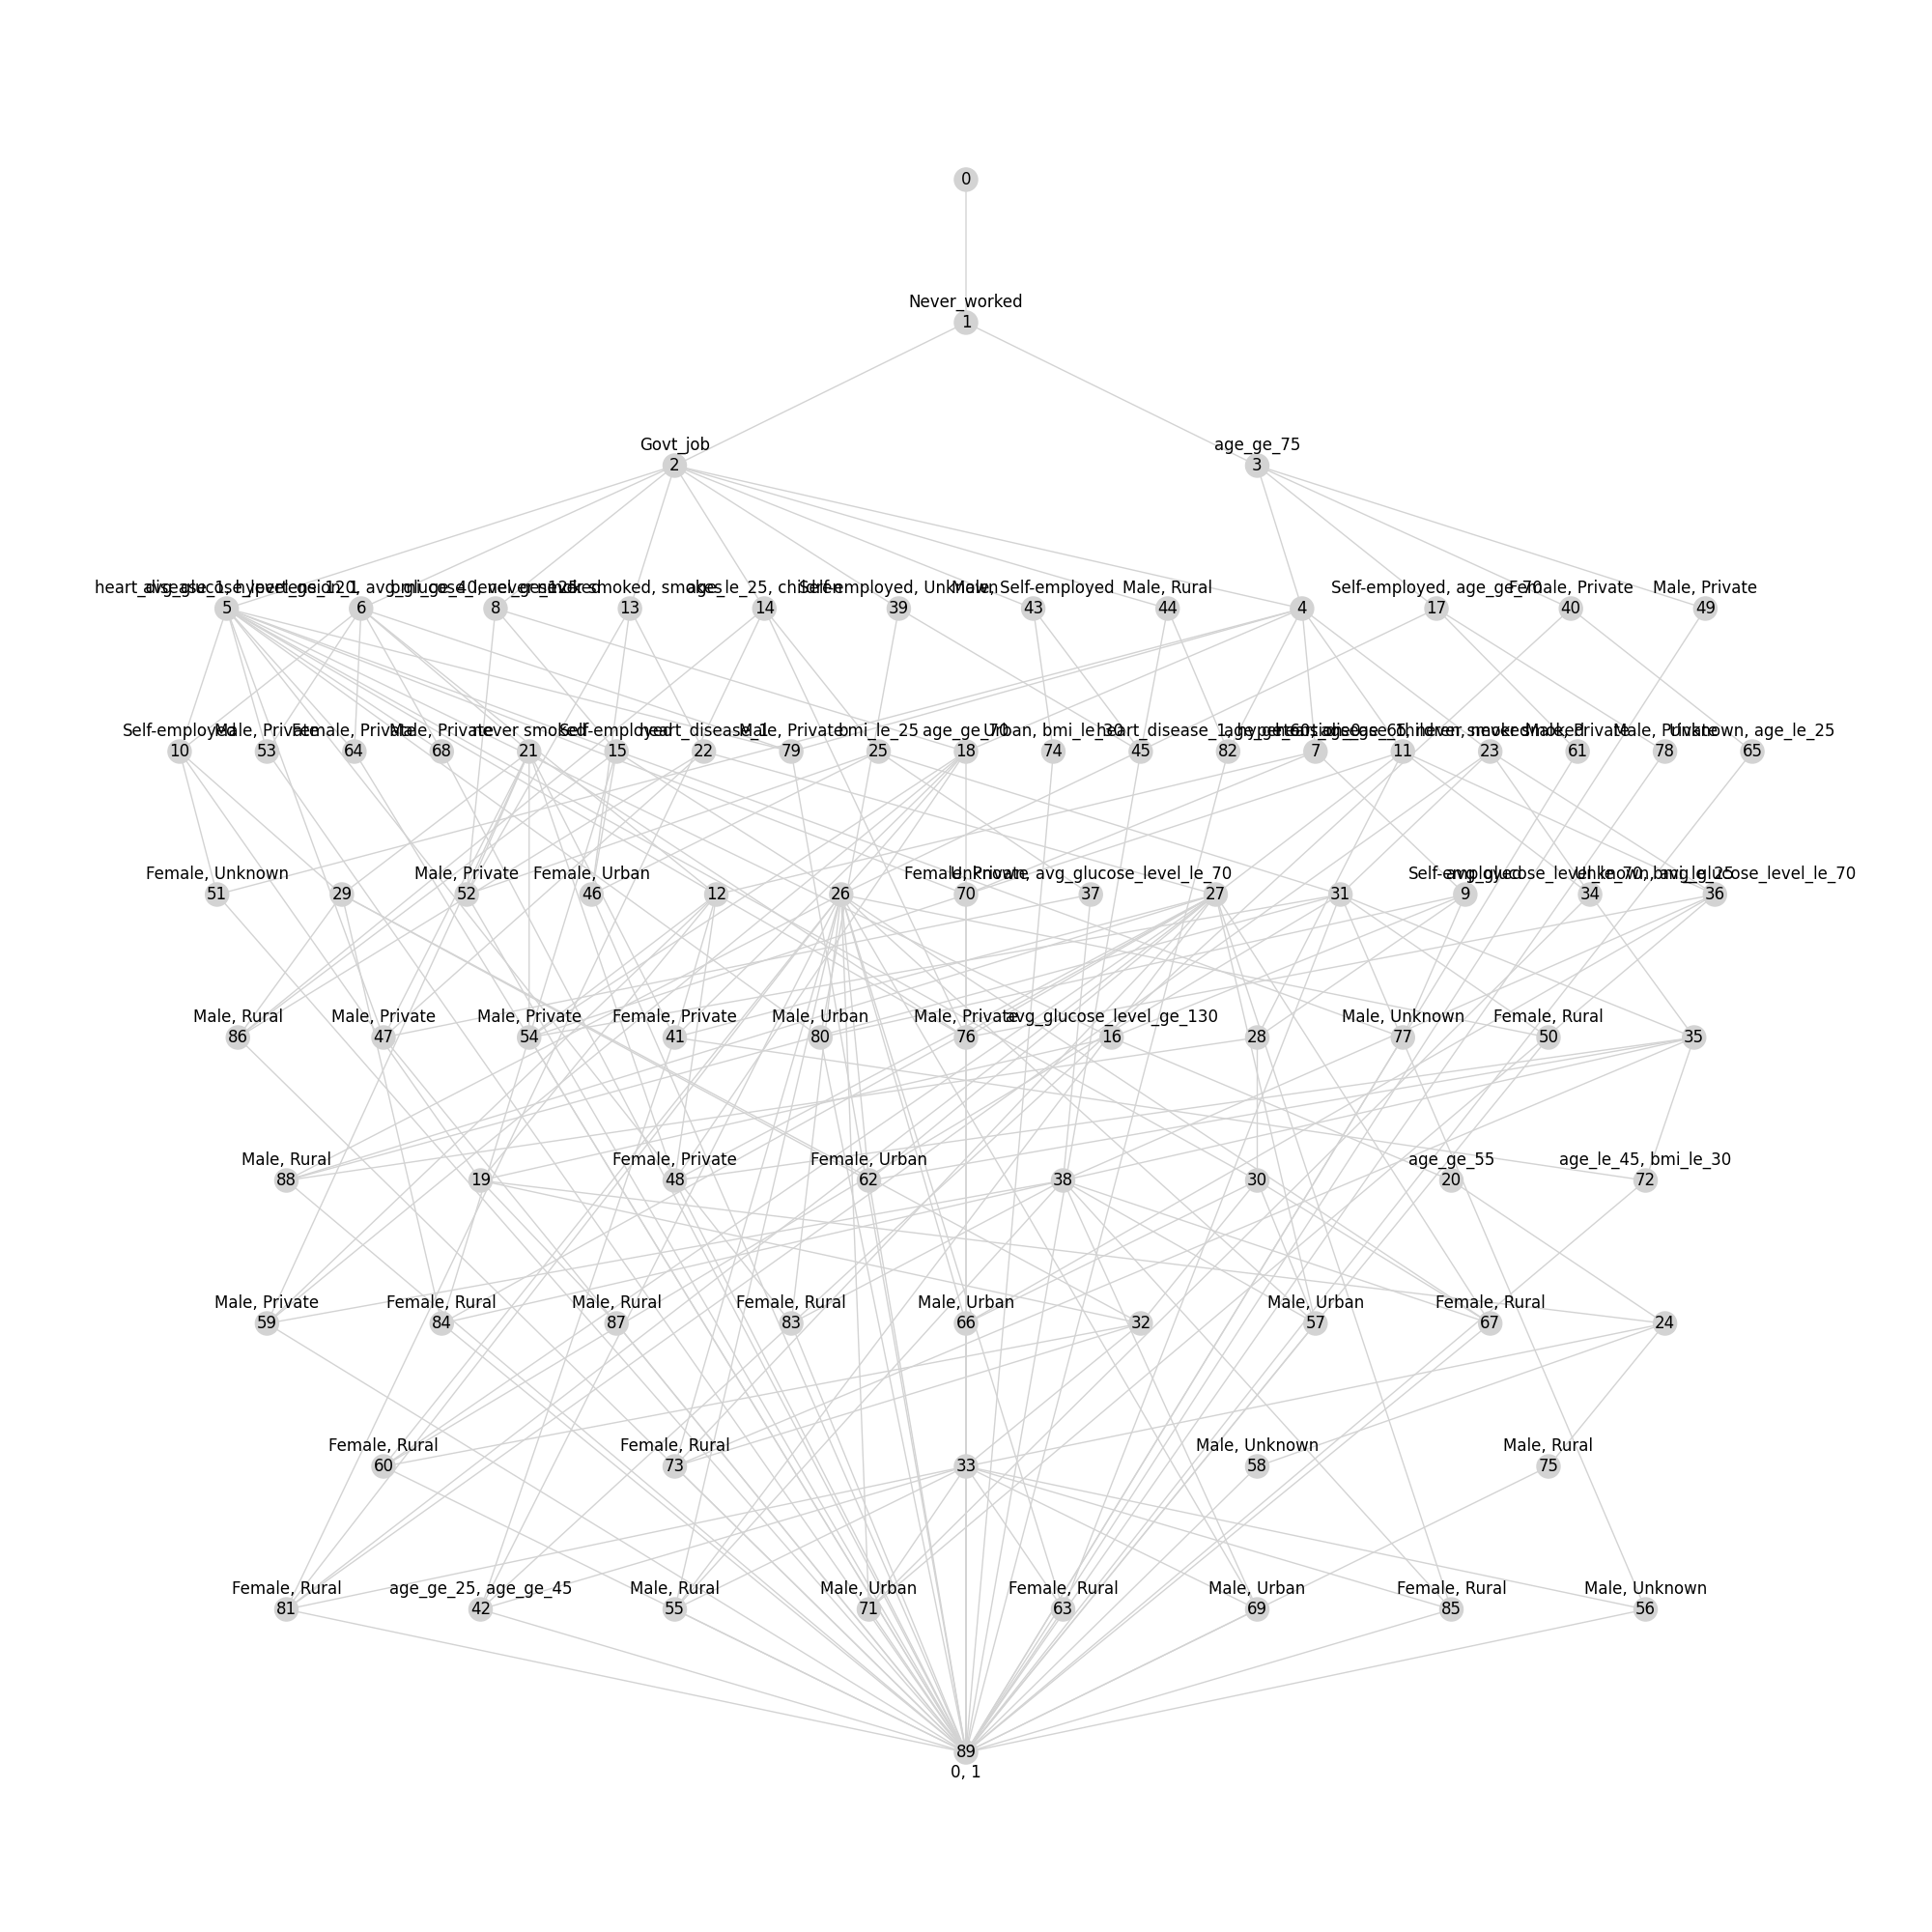 0
Never_worked
1
Govt_job age_ge_75
2 3
never smoked, smokes age_le_25, children Self-employed, Unknown Male, Self-employed Male, Rural Self-employed, age_ge_70 Female, Private Male, Private
5 6 8 13 14 39 43 44 4 17 40 49
Self-employed Male, Private Female, Private Male, Private never smoked Self-employed heart_disease_1 Male, Private bmi_le_25 age_ge_70 Urban, bmi_le_30 Male, Private Male, Private Unknown, age_le_25
10 53 64 68 21 15 22 79 25 18 74 45 82 7 11 23 61 78 65
Female, Unknown Male, Private Female, Urban Female, Private Unknown, avg_glucose_level_le_70 Self-employed avg_glucose_level_le_70, bmi_le_25 Unknown, avg_glucose_level_le_70
51 29 52 46 12 26 70 37 27 31 9 34 36
Male, Rural Male, Private Male, Private Female, Private Male, Urban Male, Private avg_glucose_level_ge_130 Male, Unknown Female, Rural
86 47 54 41 80 76 16 28 77 50 35
Male, Rural Female, Private Female, Urban age_ge_55 age_le_45, bmi_le_30
88 19 48 62 38 30 20 72
Male, Private Female, Rural Male, Rural Female, Rural Male, Urban Male, Urban Female, Rural
59 84 87 83 66 32 57 67 24
Female, Rural Female, Rural Male, Unknown Male, Rural
60 73 33 58 75
Female, Rural age_ge_25, age_ge_45 Male, Rural Male, Urban Female, Rural Male, Urban Female, Rural Male, Unknown
81 42 55 71 63 69 85 56
89
0, 1